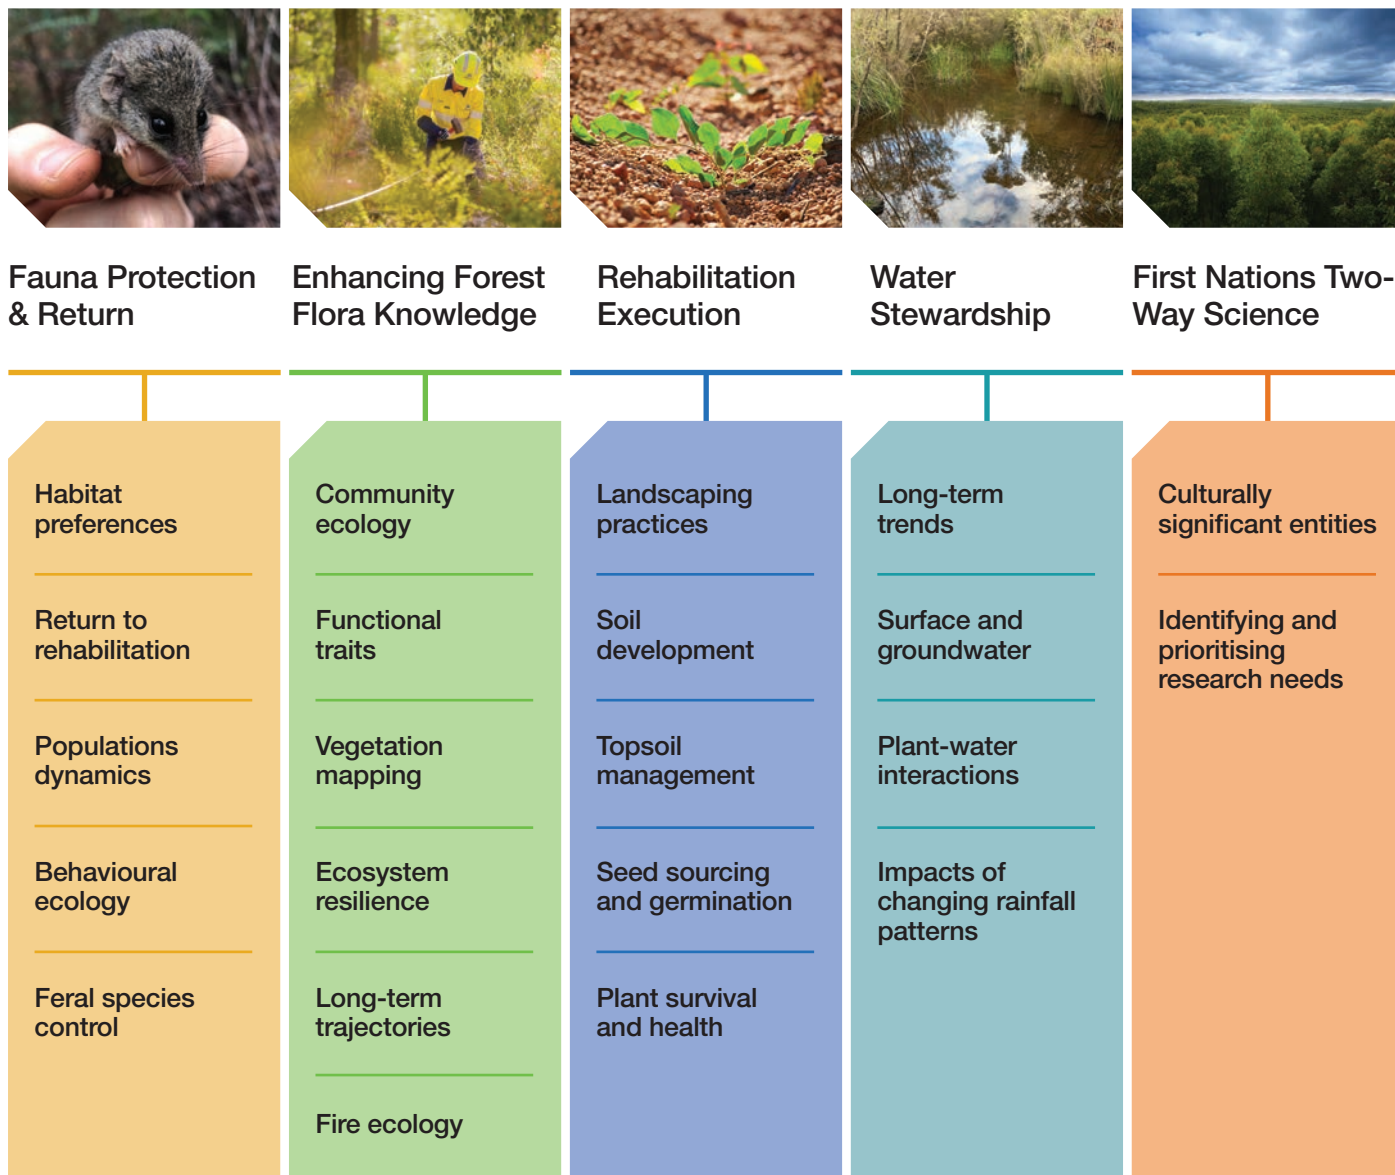 Fauna Protection
& Return
Habitat
preferences
Return to
rehabilitation
Populations
dynamics
Behavioural
ecology
Feral species
control
Enhancing Forest
Flora Knowledge
Community
ecology
Functional
traits
Vegetation
mapping
Ecosystem
resilience
Long-term
trajectories
Fire ecology
Rehabilitation
Execution
Landscaping
practices
Soil
development
Topsoil
management
Seed sourcing
and germination
Plant survival
and health
Water
Stewardship
Long-term
trends
Surface and
groundwater
Plant-water
interactions
Impacts of
changing rainfall
patterns
First Nations Two-
Way Science
Culturally
significant entities
Identifying and
prioritising
research needs